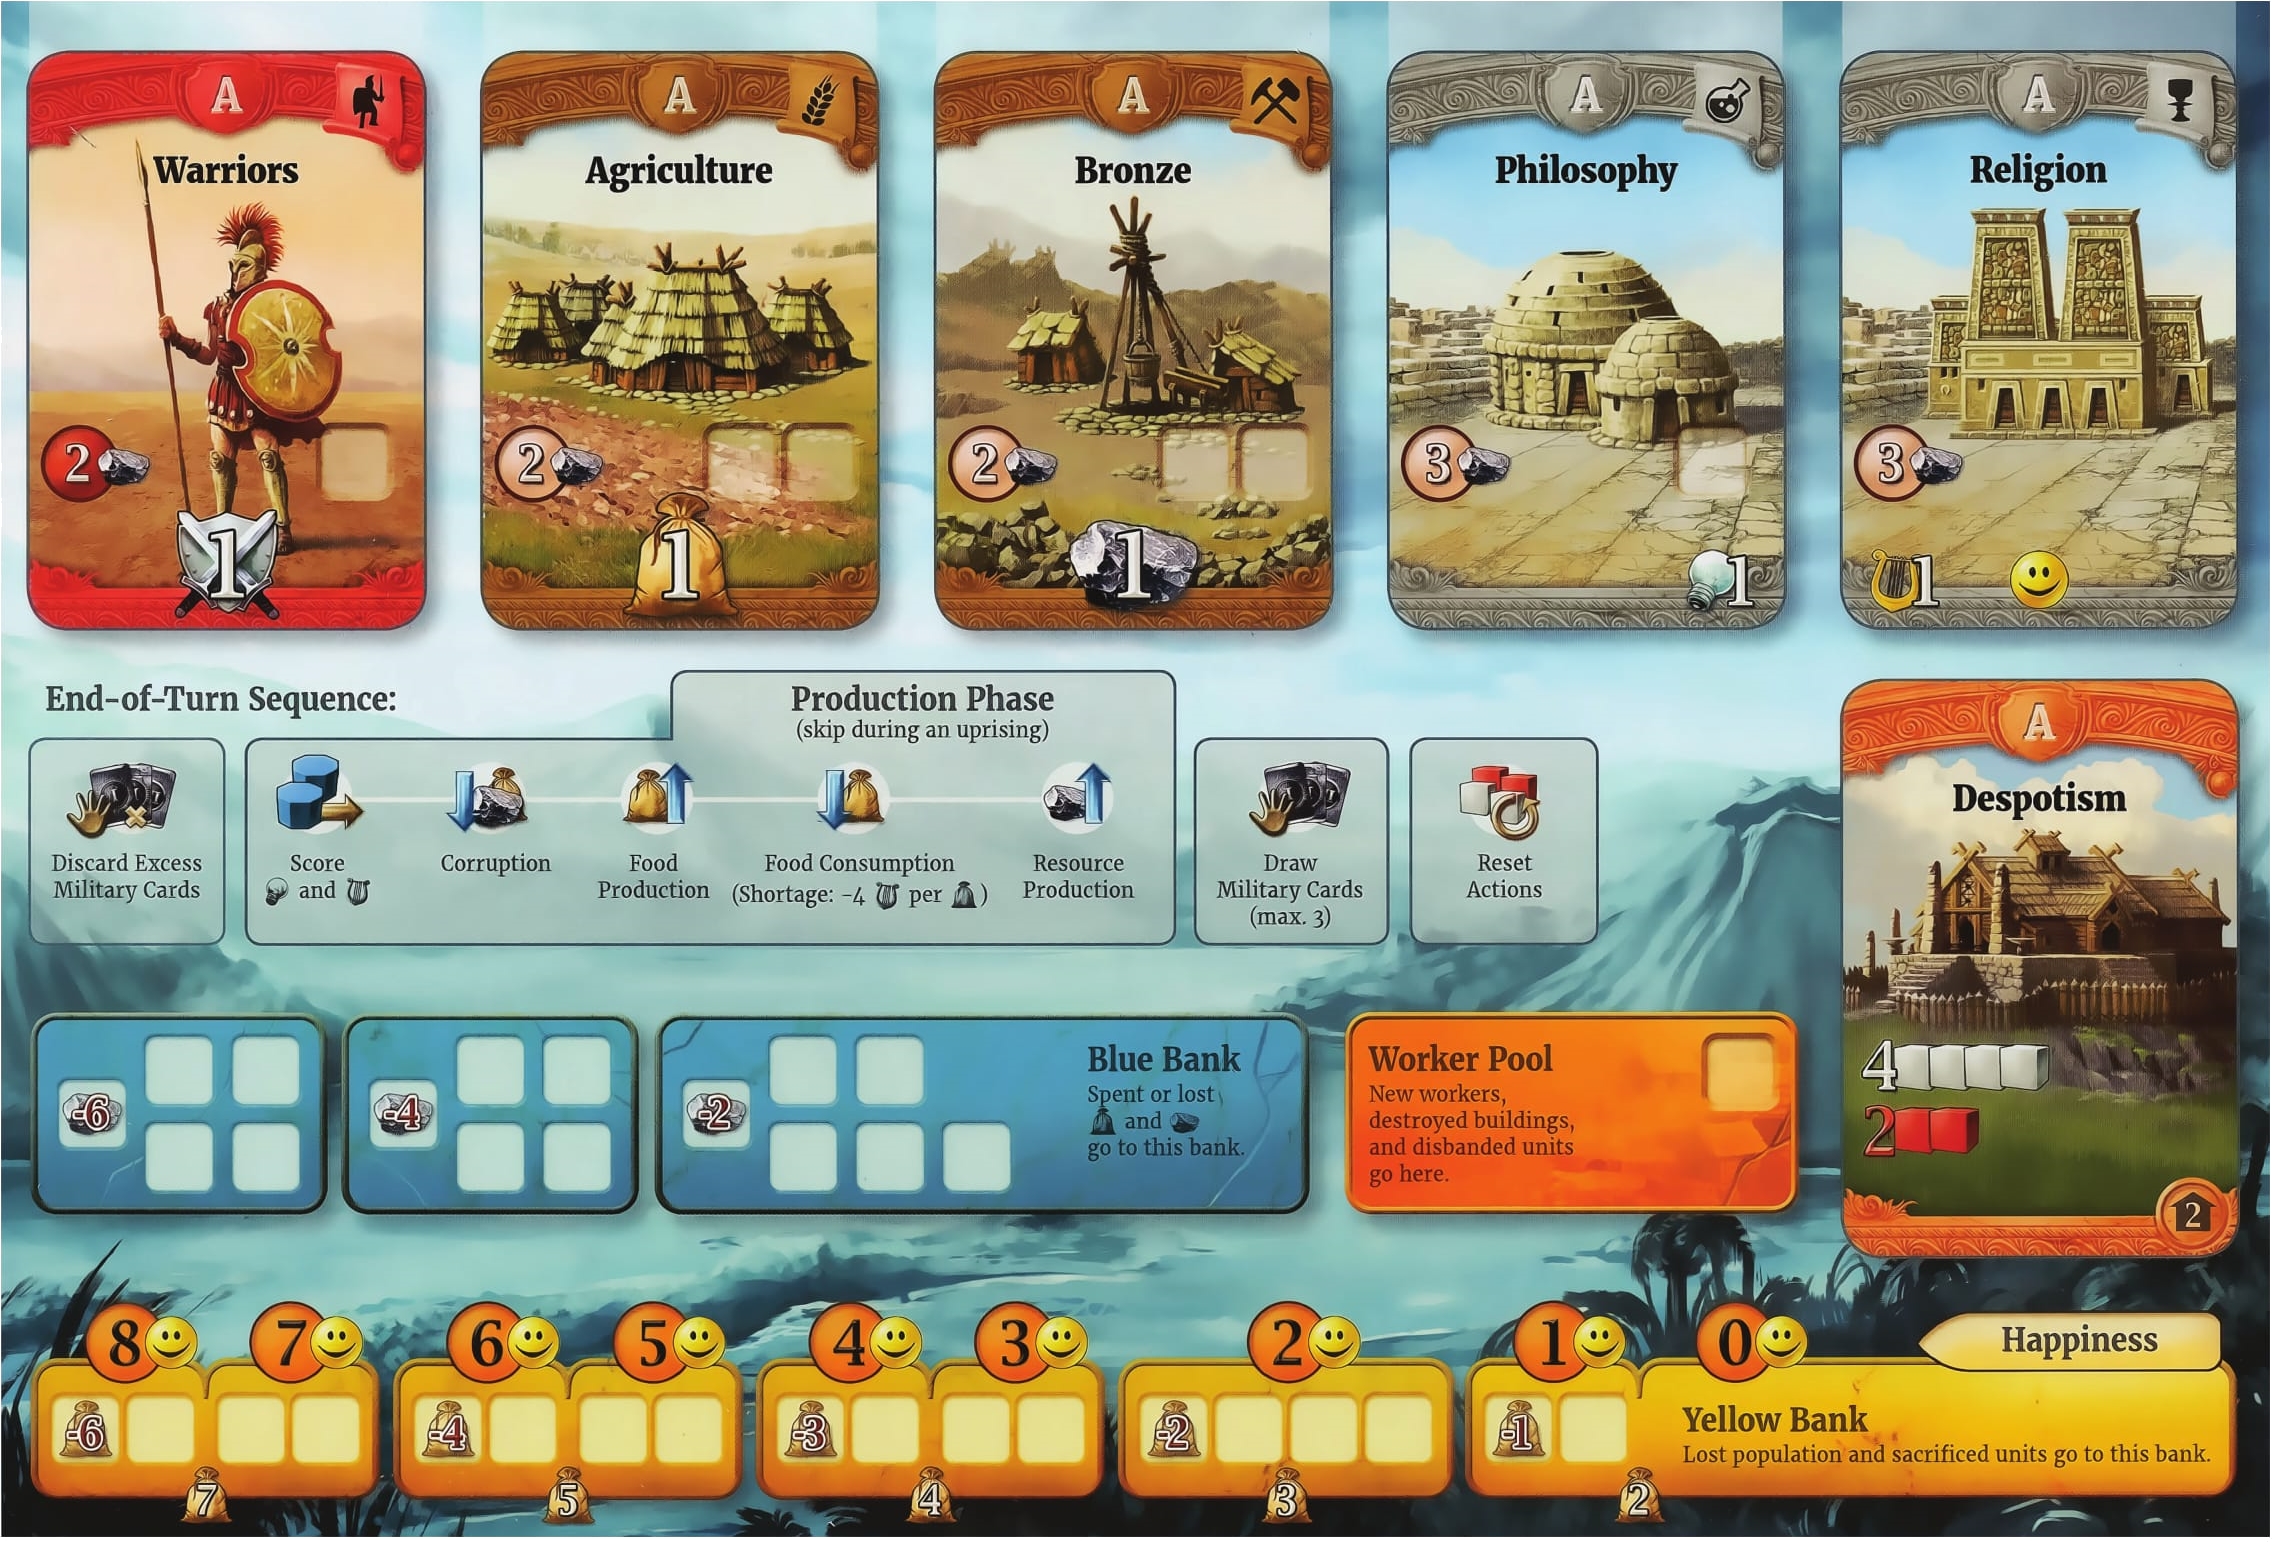 A
Warriors
2
1
A
Agriculture
2
1
A
Bronze
2
1
A
Philosophy
3
1
A
Religion
3
1
End-of-Turn Sequence:
Production Phase
(skip during an uprising)
Discard Excess
Military Cards
Score
and
Corruption
Food
Production
Food Consumption
(Shortage: -4 per )
Resource
Production
Draw
Military Cards
(max. 3)
Reset
Actions
A
Despotism
4
2
2
-6
-4
-2
Blue Bank
Spent or lost
and
go to this bank.
Worker Pool
New workers,
destroyed buildings,
and disbanded units
go here.
8 7 6 5 4 3 2 1 0
Happiness
-6 -4 -3 -2 -1
Yellow Bank
Lost population and sacrificed units go to this bank.
7 5 4 3 2